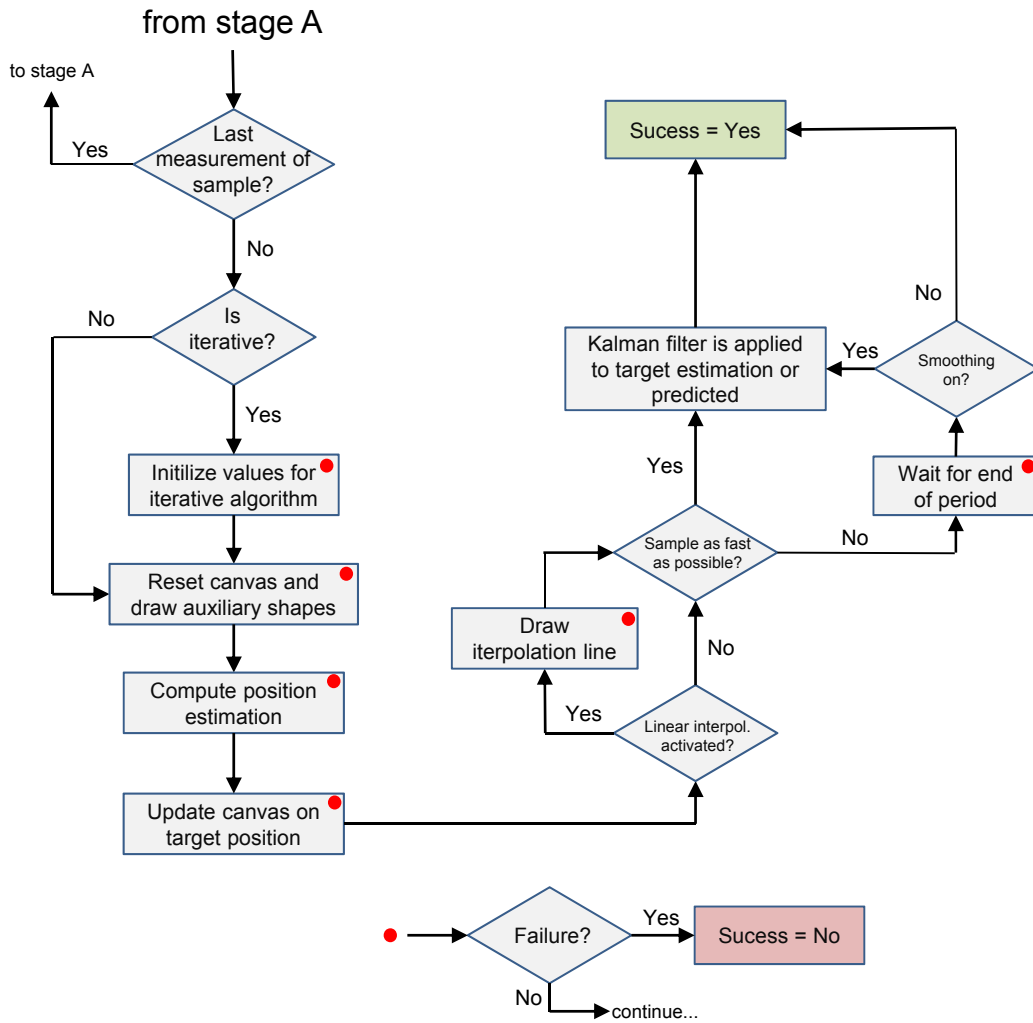 from stage A
to stage A
Yes
Last
measurement of
sample?
No
Is
iterative?
No
Yes
Initilize values for
iterative algorithm
Reset canvas and
draw auxiliary shapes
Compute position
estimation
Update canvas on
target position
Sucess = Yes
No
Kalman filter is applied
to target estimation or
predicted
Yes
Smoothing
on?
Yes
Wait for end
of period
Sample as fast
as possible?
No
Draw
iterpolation line
No
Yes
Linear interpol.
activated?
Failure?
Yes
Sucess = No
No
continue...